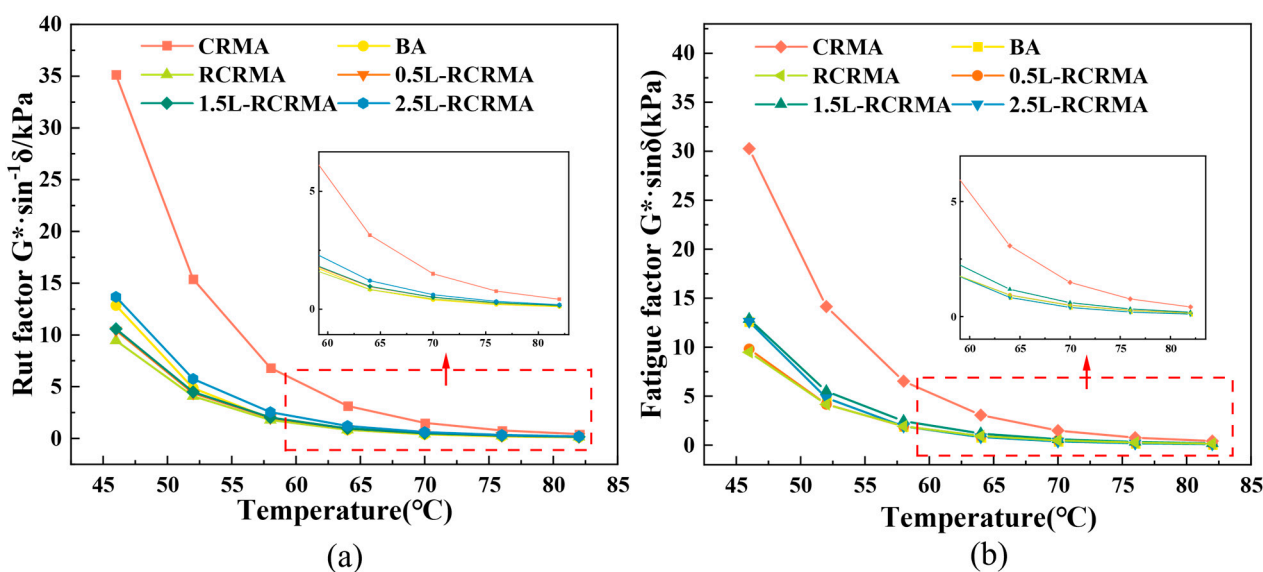 40
35
30
25
20
15
10
5
0
Rut factor G*·sin⁻¹δ/kPa
CRMA BA
RCRMA 0.5L-RCRMA
1.5L-RCRMA 2.5L-RCRMA
5
0
60 65 70 75 80
45 50 55 60 65 70 75 80 85
Temperature(°C)
(a)
40
35
30
25
20
15
10
5
0
Fatigue factor G*·sinδ(kPa)
CRMA BA
RCRMA 0.5L-RCRMA
1.5L-RCRMA 2.5L-RCRMA
5
0
60 65 70 75 80
45 50 55 60 65 70 75 80 85
Temperature(°C)
(b)